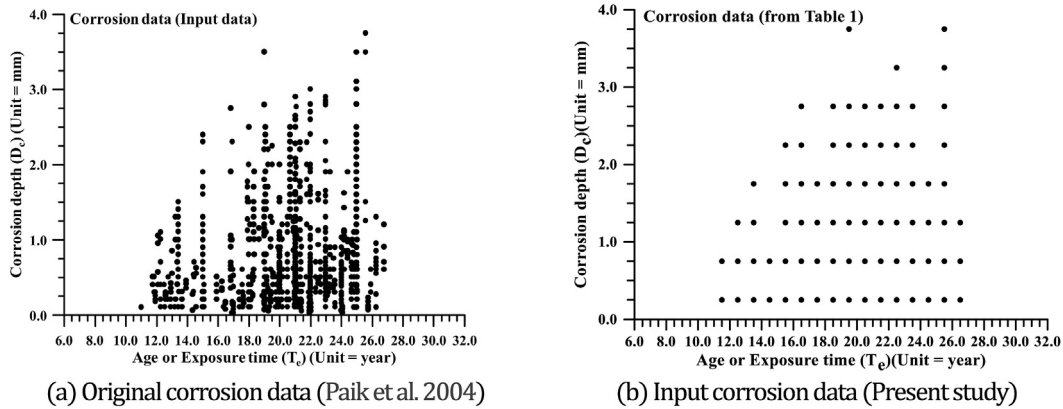 Corrosion data (Input data)
Corrosion depth (Dc) (Unit = mm)
4.0
3.0
2.0
1.0
0.0
6.0 8.0 10.0 12.0 14.0 16.0 18.0 20.0 22.0 24.0 26.0 28.0 30.0 32.0
Age or Exposure time (Te) (Unit = year)
(a) Original corrosion data (Paik et al. 2004)
Corrosion data (from Table 1)
Corrosion depth (Dc)(Unit = mm)
4.0
3.0
2.0
1.0
0.0
6.0 8.0 10.0 12.0 14.0 16.0 18.0 20.0 22.0 24.0 26.0 28.0 30.0 32.0
Age or Exposure time (Te)(Unit = year)
(b) Input corrosion data (Present study)